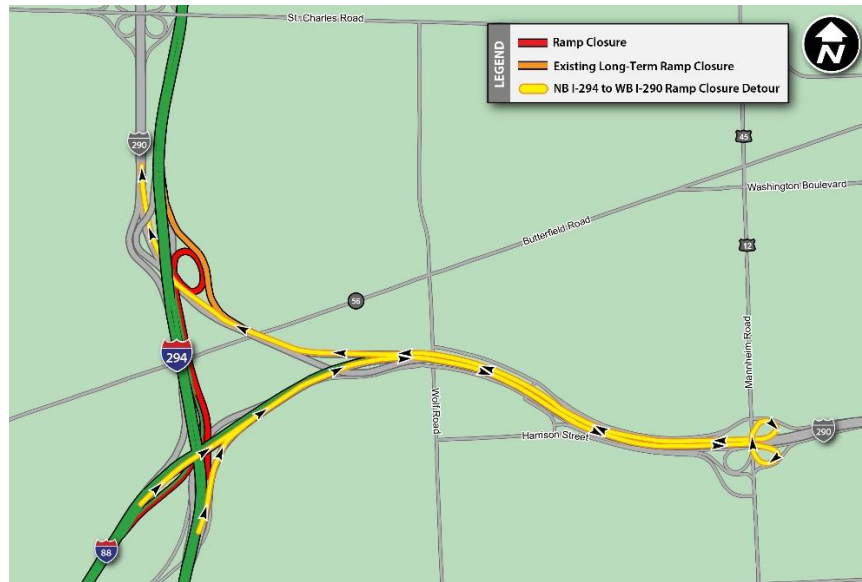 St. Charles Road
LEGEND
Ramp Closure
Existing Long-Term Ramp Closure
NB I-294 to WB I-290 Ramp Closure Detour
N
290
45
Washington Boulevard
Butterfield Road
12
56
294
Mannheim Road
Wolf Road
Harrison Street
290
88